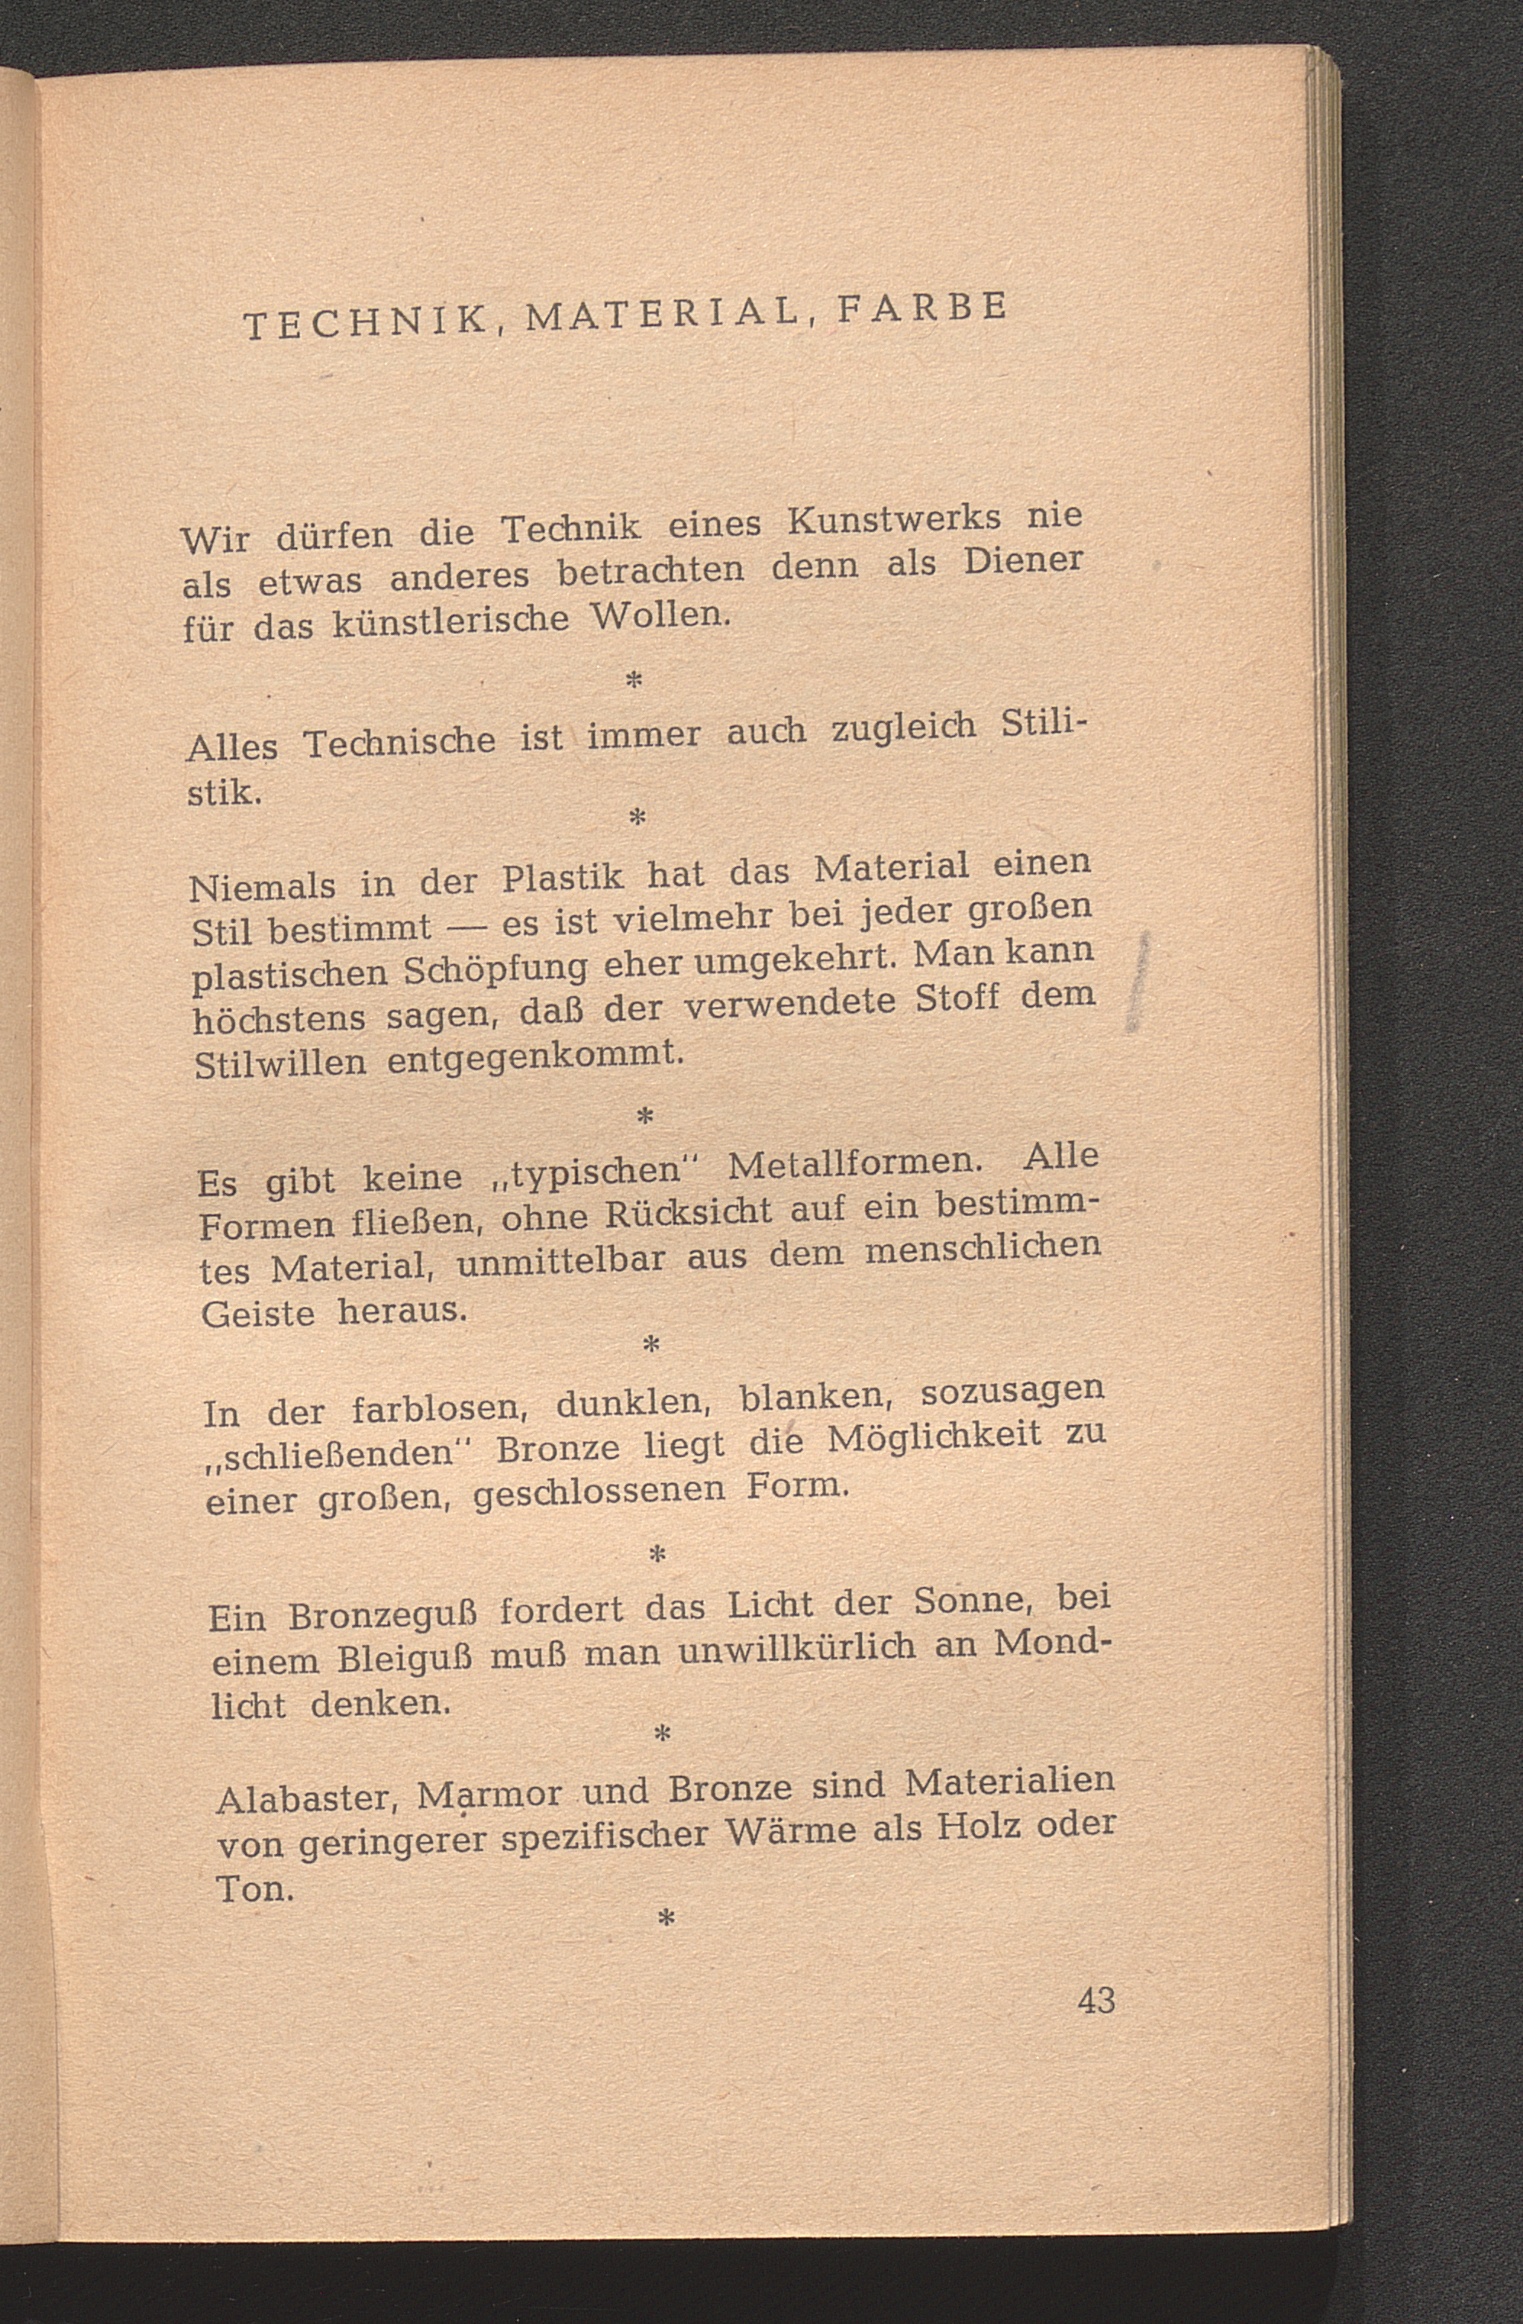 TECHNIK, MATERIAL, FARBE
Wir dürfen die Technik eines Kunstwerks nie
als etwas anderes betrachten denn als Diener
für das künstlerische Wollen.
*
Alles Technische ist immer auch zugleich Stili-
stik.
*
Niemals in der Plastik hat das Material einen
Stil bestimmt — es ist vielmehr bei jeder großen
plastischen Schöpfung eher umgekehrt. Man kann
höchstens sagen, daß der verwendete Stoff dem
Stilwillen entgegenkommt.
*
Es gibt keine „typischen“ Metallformen. Alle
Formen fließen, ohne Rücksicht auf ein bestimm-
tes Material, unmittelbar aus dem menschlichen
Geiste heraus.
*
In der farblosen, dunklen, blanken, sozusagen
„schließenden“ Bronze liegt die Möglichkeit zu
einer großen, geschlossenen Form.
*
Ein Bronzeguß fordert das Licht der Sonne, bei
einem Bleiguß muß man unwillkürlich an Mond-
licht denken.
*
Alabaster, Marmor und Bronze sind Materialien
von geringerer spezifischer Wärme als Holz oder
Ton.
*
43